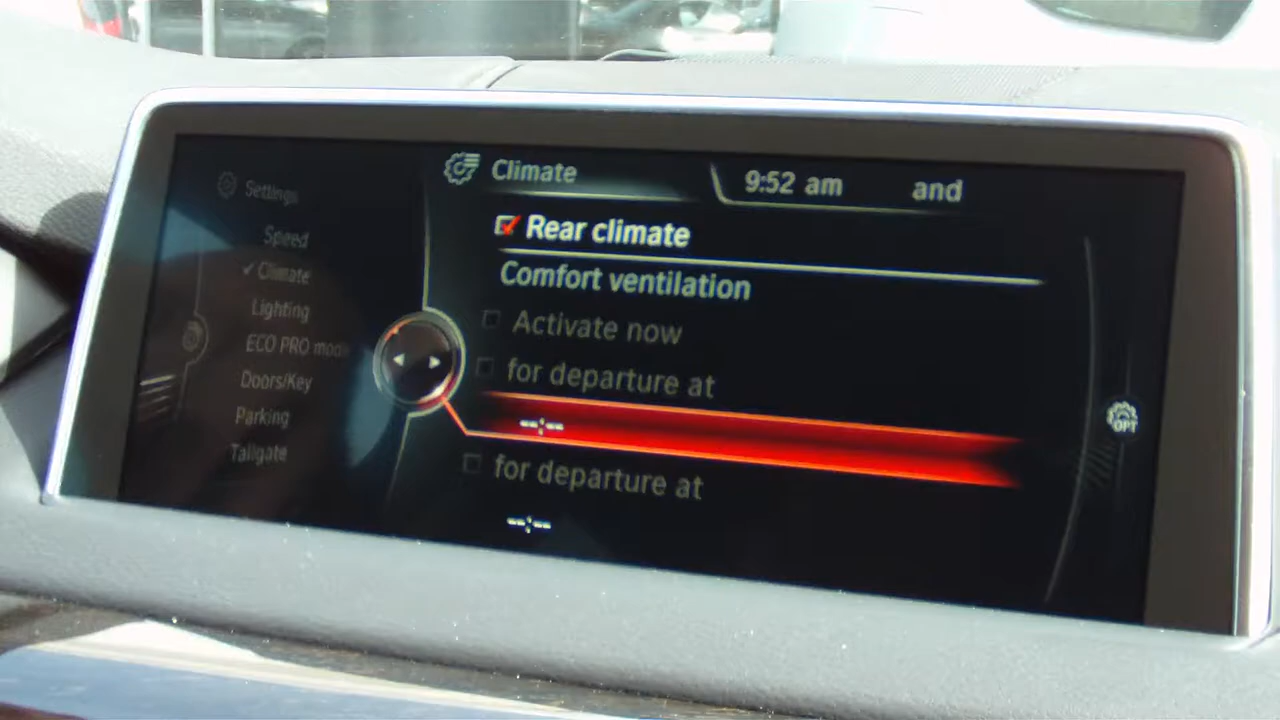 Settings
Speed
Climate
Lighting
ECO PRO mod
Doors/Key
Parking
Tailgate
Climate
9:52 am and
Rear climate
Comfort ventilation
Activate now
for departure at
--:--
for departure at
--:--
OPT